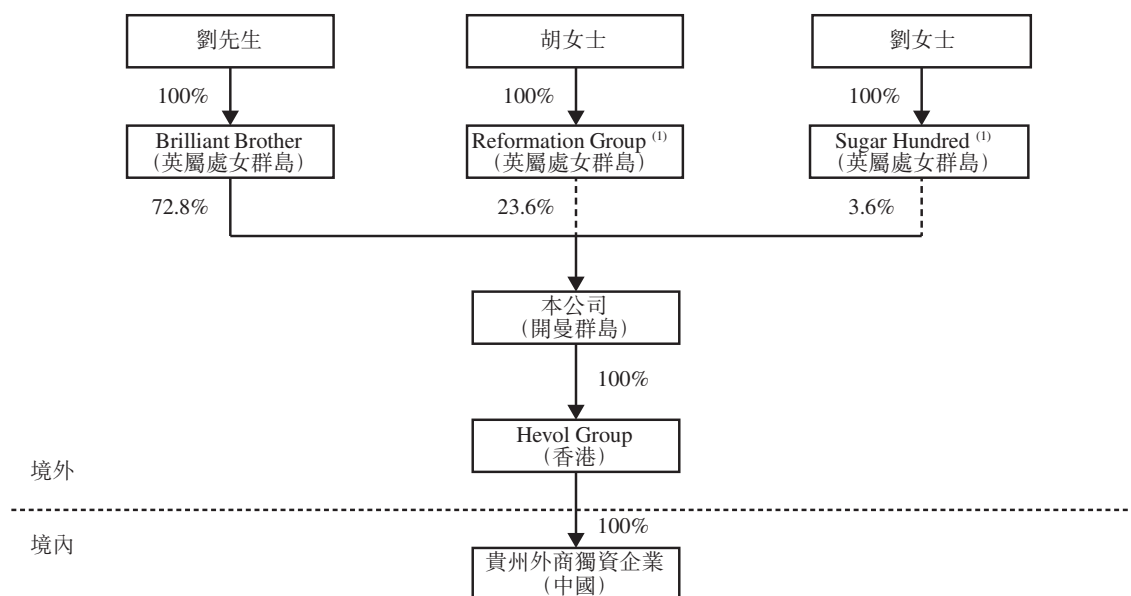 劉先生
胡女士
劉女士
100%
100%
100%
Brilliant Brother
(英屬處女群島)
Reformation Group (1)
(英屬處女群島)
Sugar Hundred (1)
(英屬處女群島)
72.8%
23.6%
3.6%
本公司
(開曼群島)
100%
Hevol Group
(香港)
境外
100%
境內
貴州外商獨資企業
(中國)